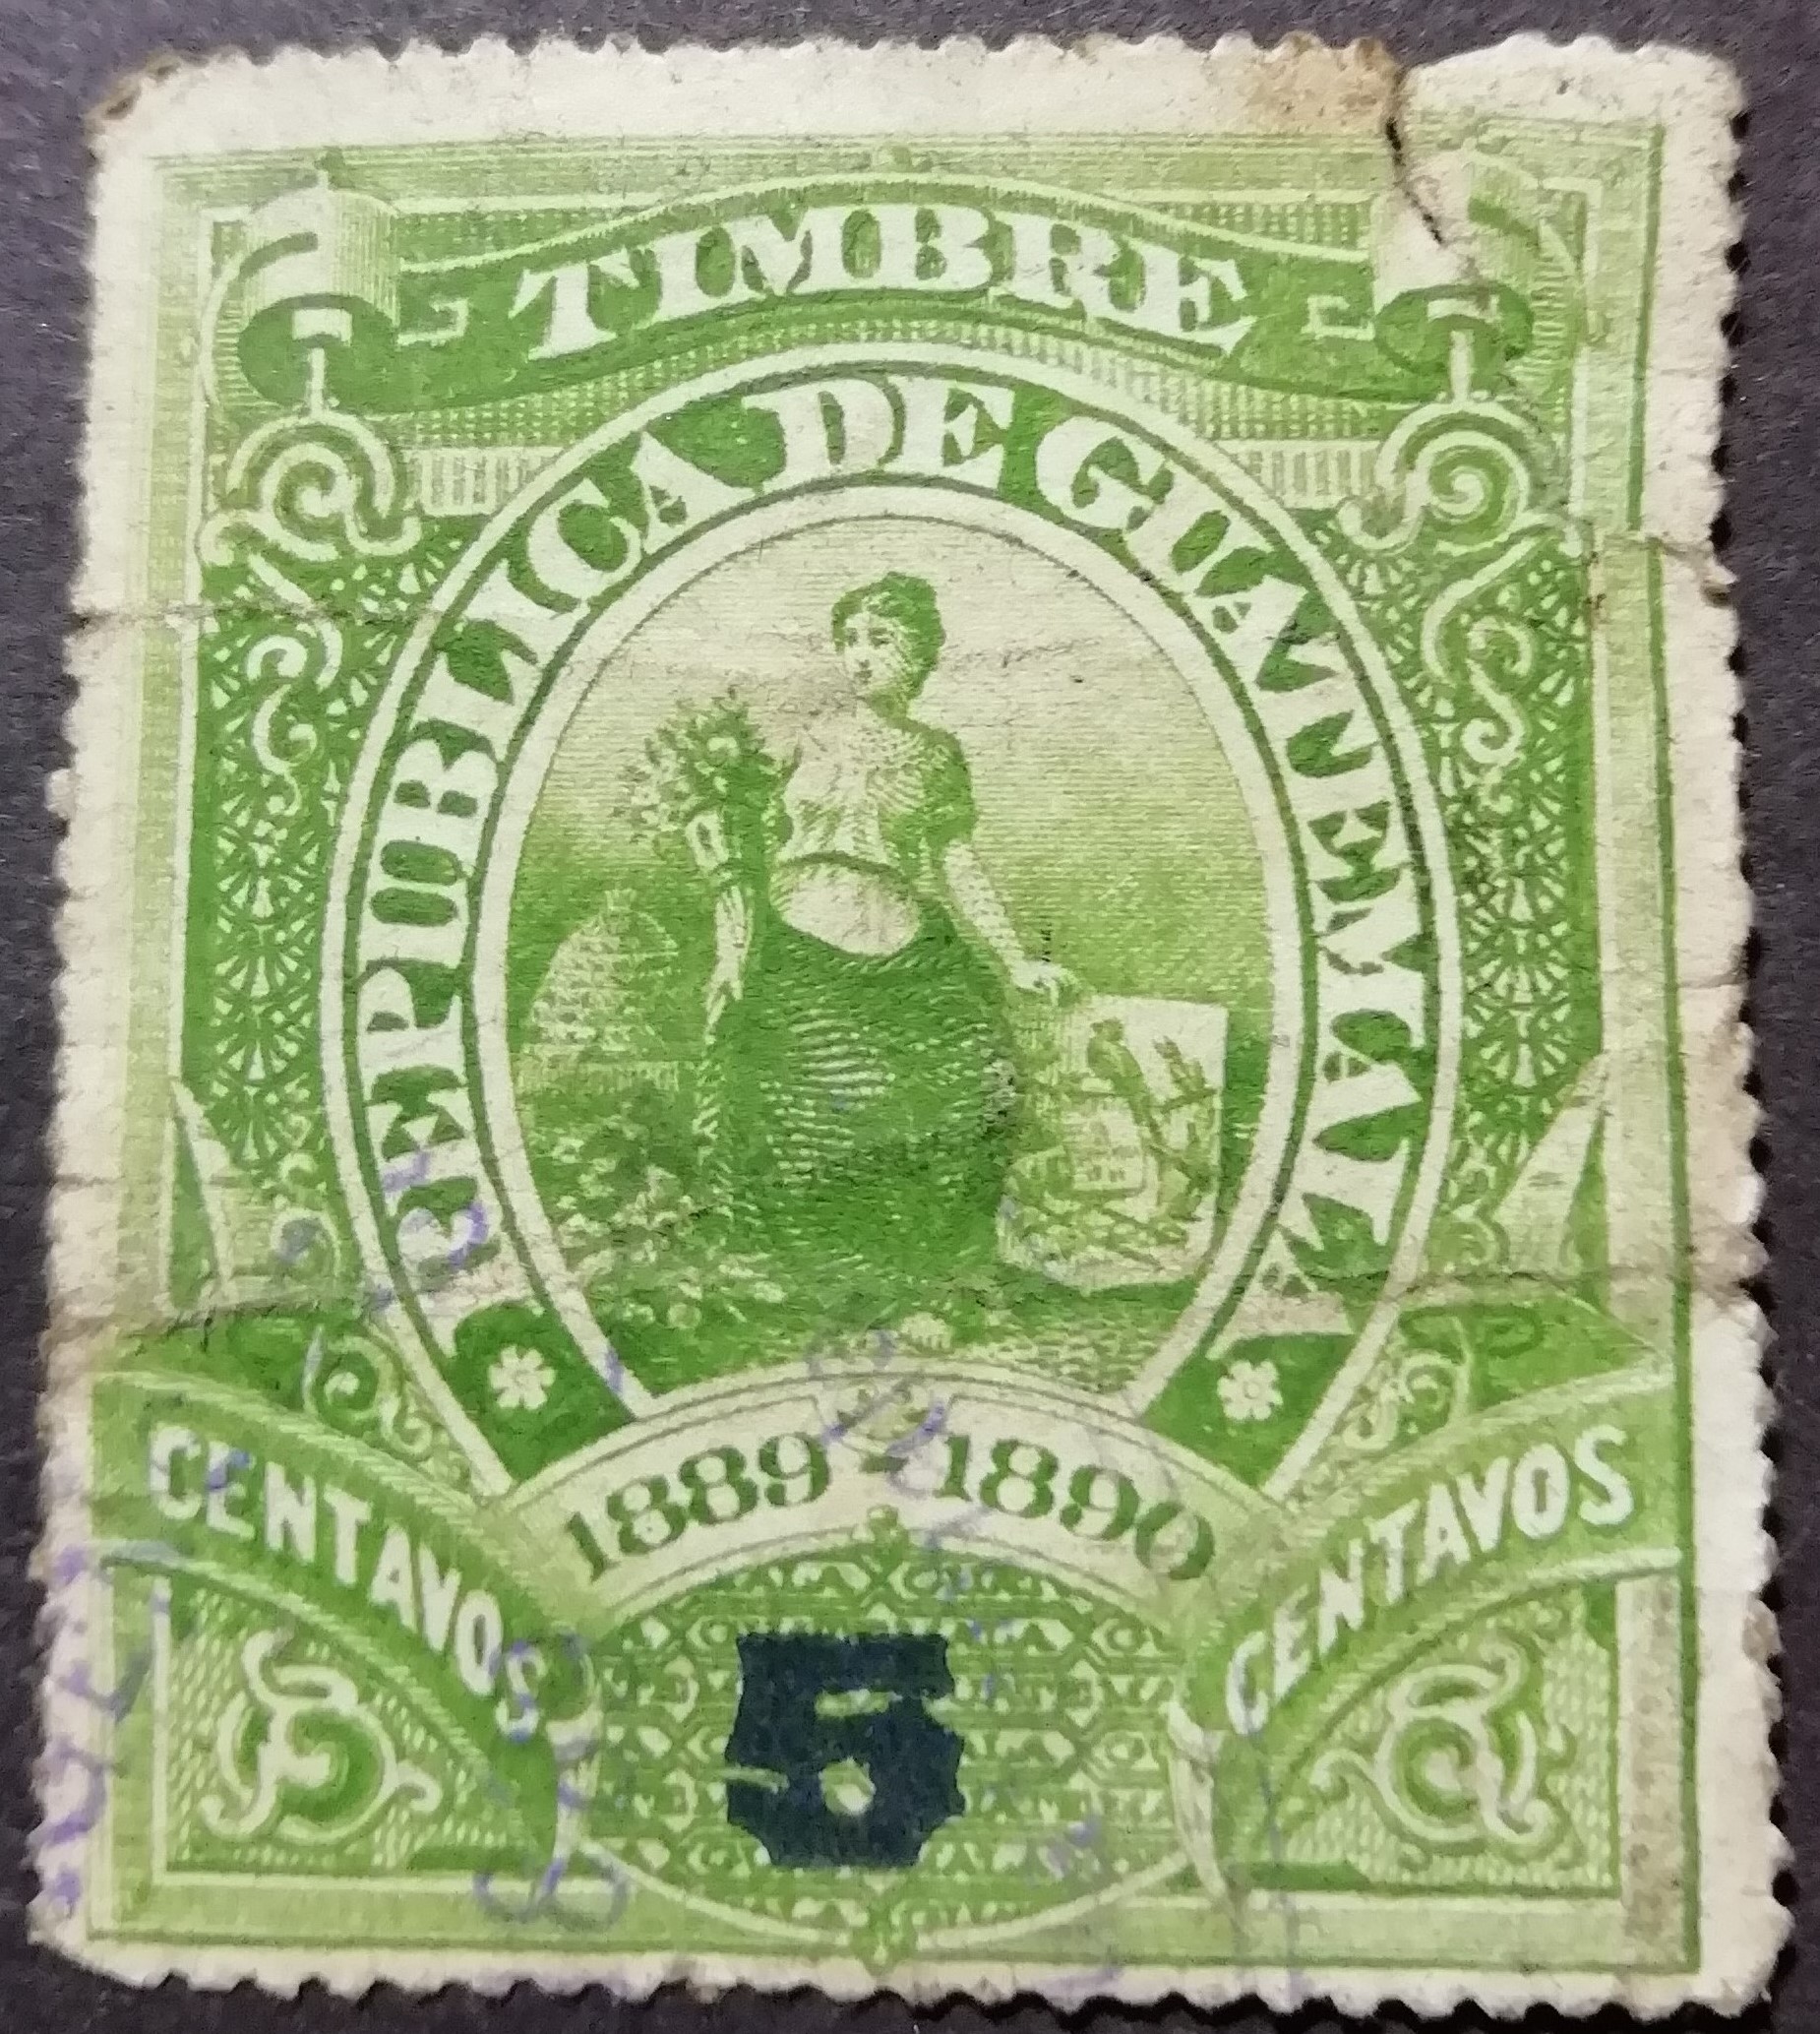 TIMBRE
REPUBLICA DE GUATEMALA
1889-1890
CENTAVOS
CENTAVOS
5